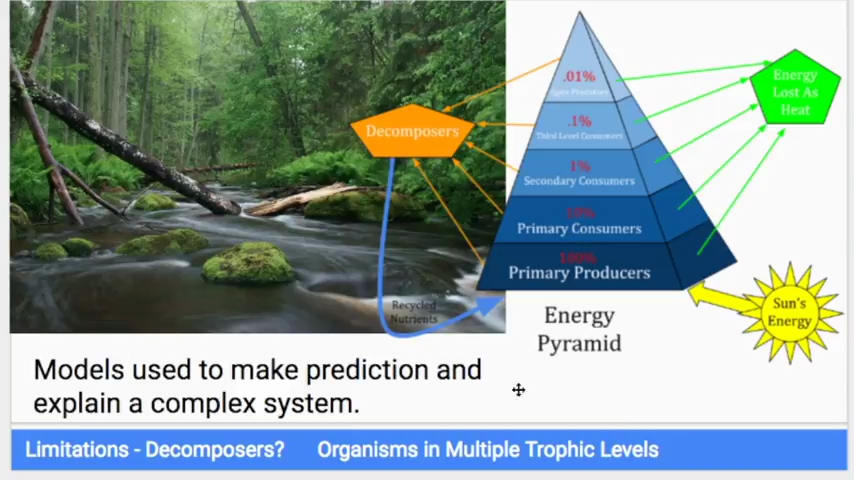 .01%
Apex Predators
Energy
Lost As
Heat
Decomposers
.1%
Third Level Consumers
1%
Secondary Consumers
10%
Primary Consumers
100%
Primary Producers
Sun's
Energy
Recycled
Nutrients
Energy
Pyramid
Models used to make prediction and
explain a complex system.
Limitations - Decomposers? Organisms in Multiple Trophic Levels